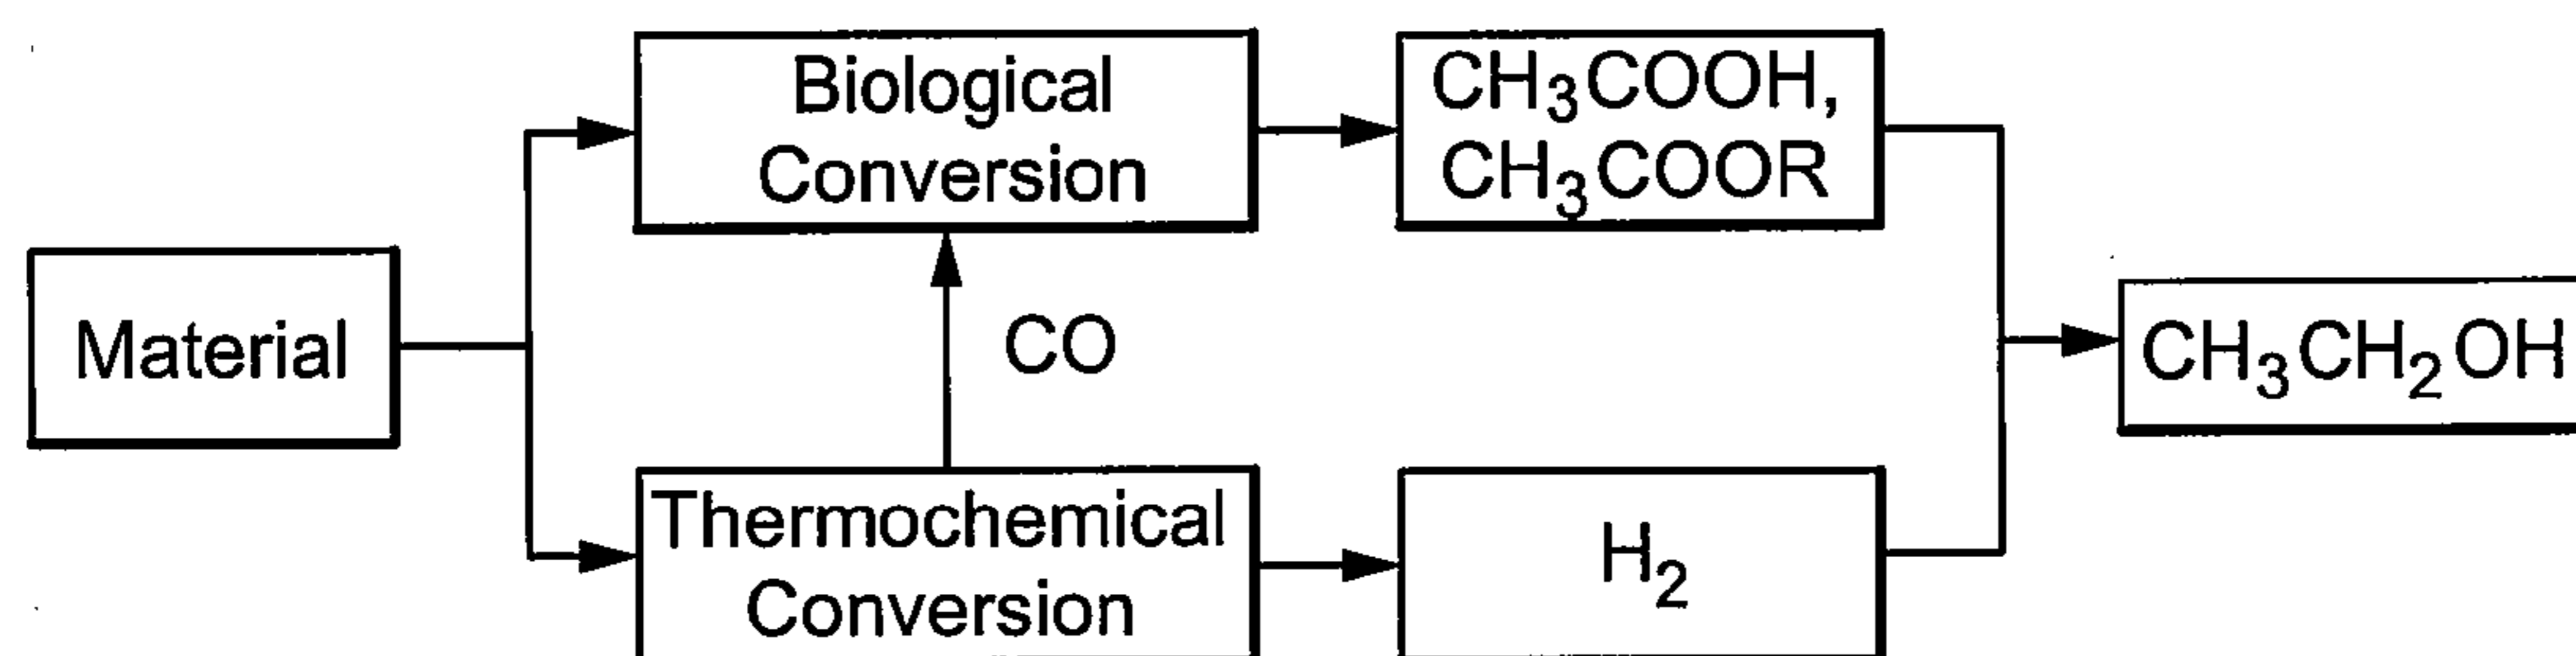 Biological
Conversion
CH₃COOH,
CH₃COOR
Material
CO
CH₃CH₂OH
Thermochemical
Conversion
H₂